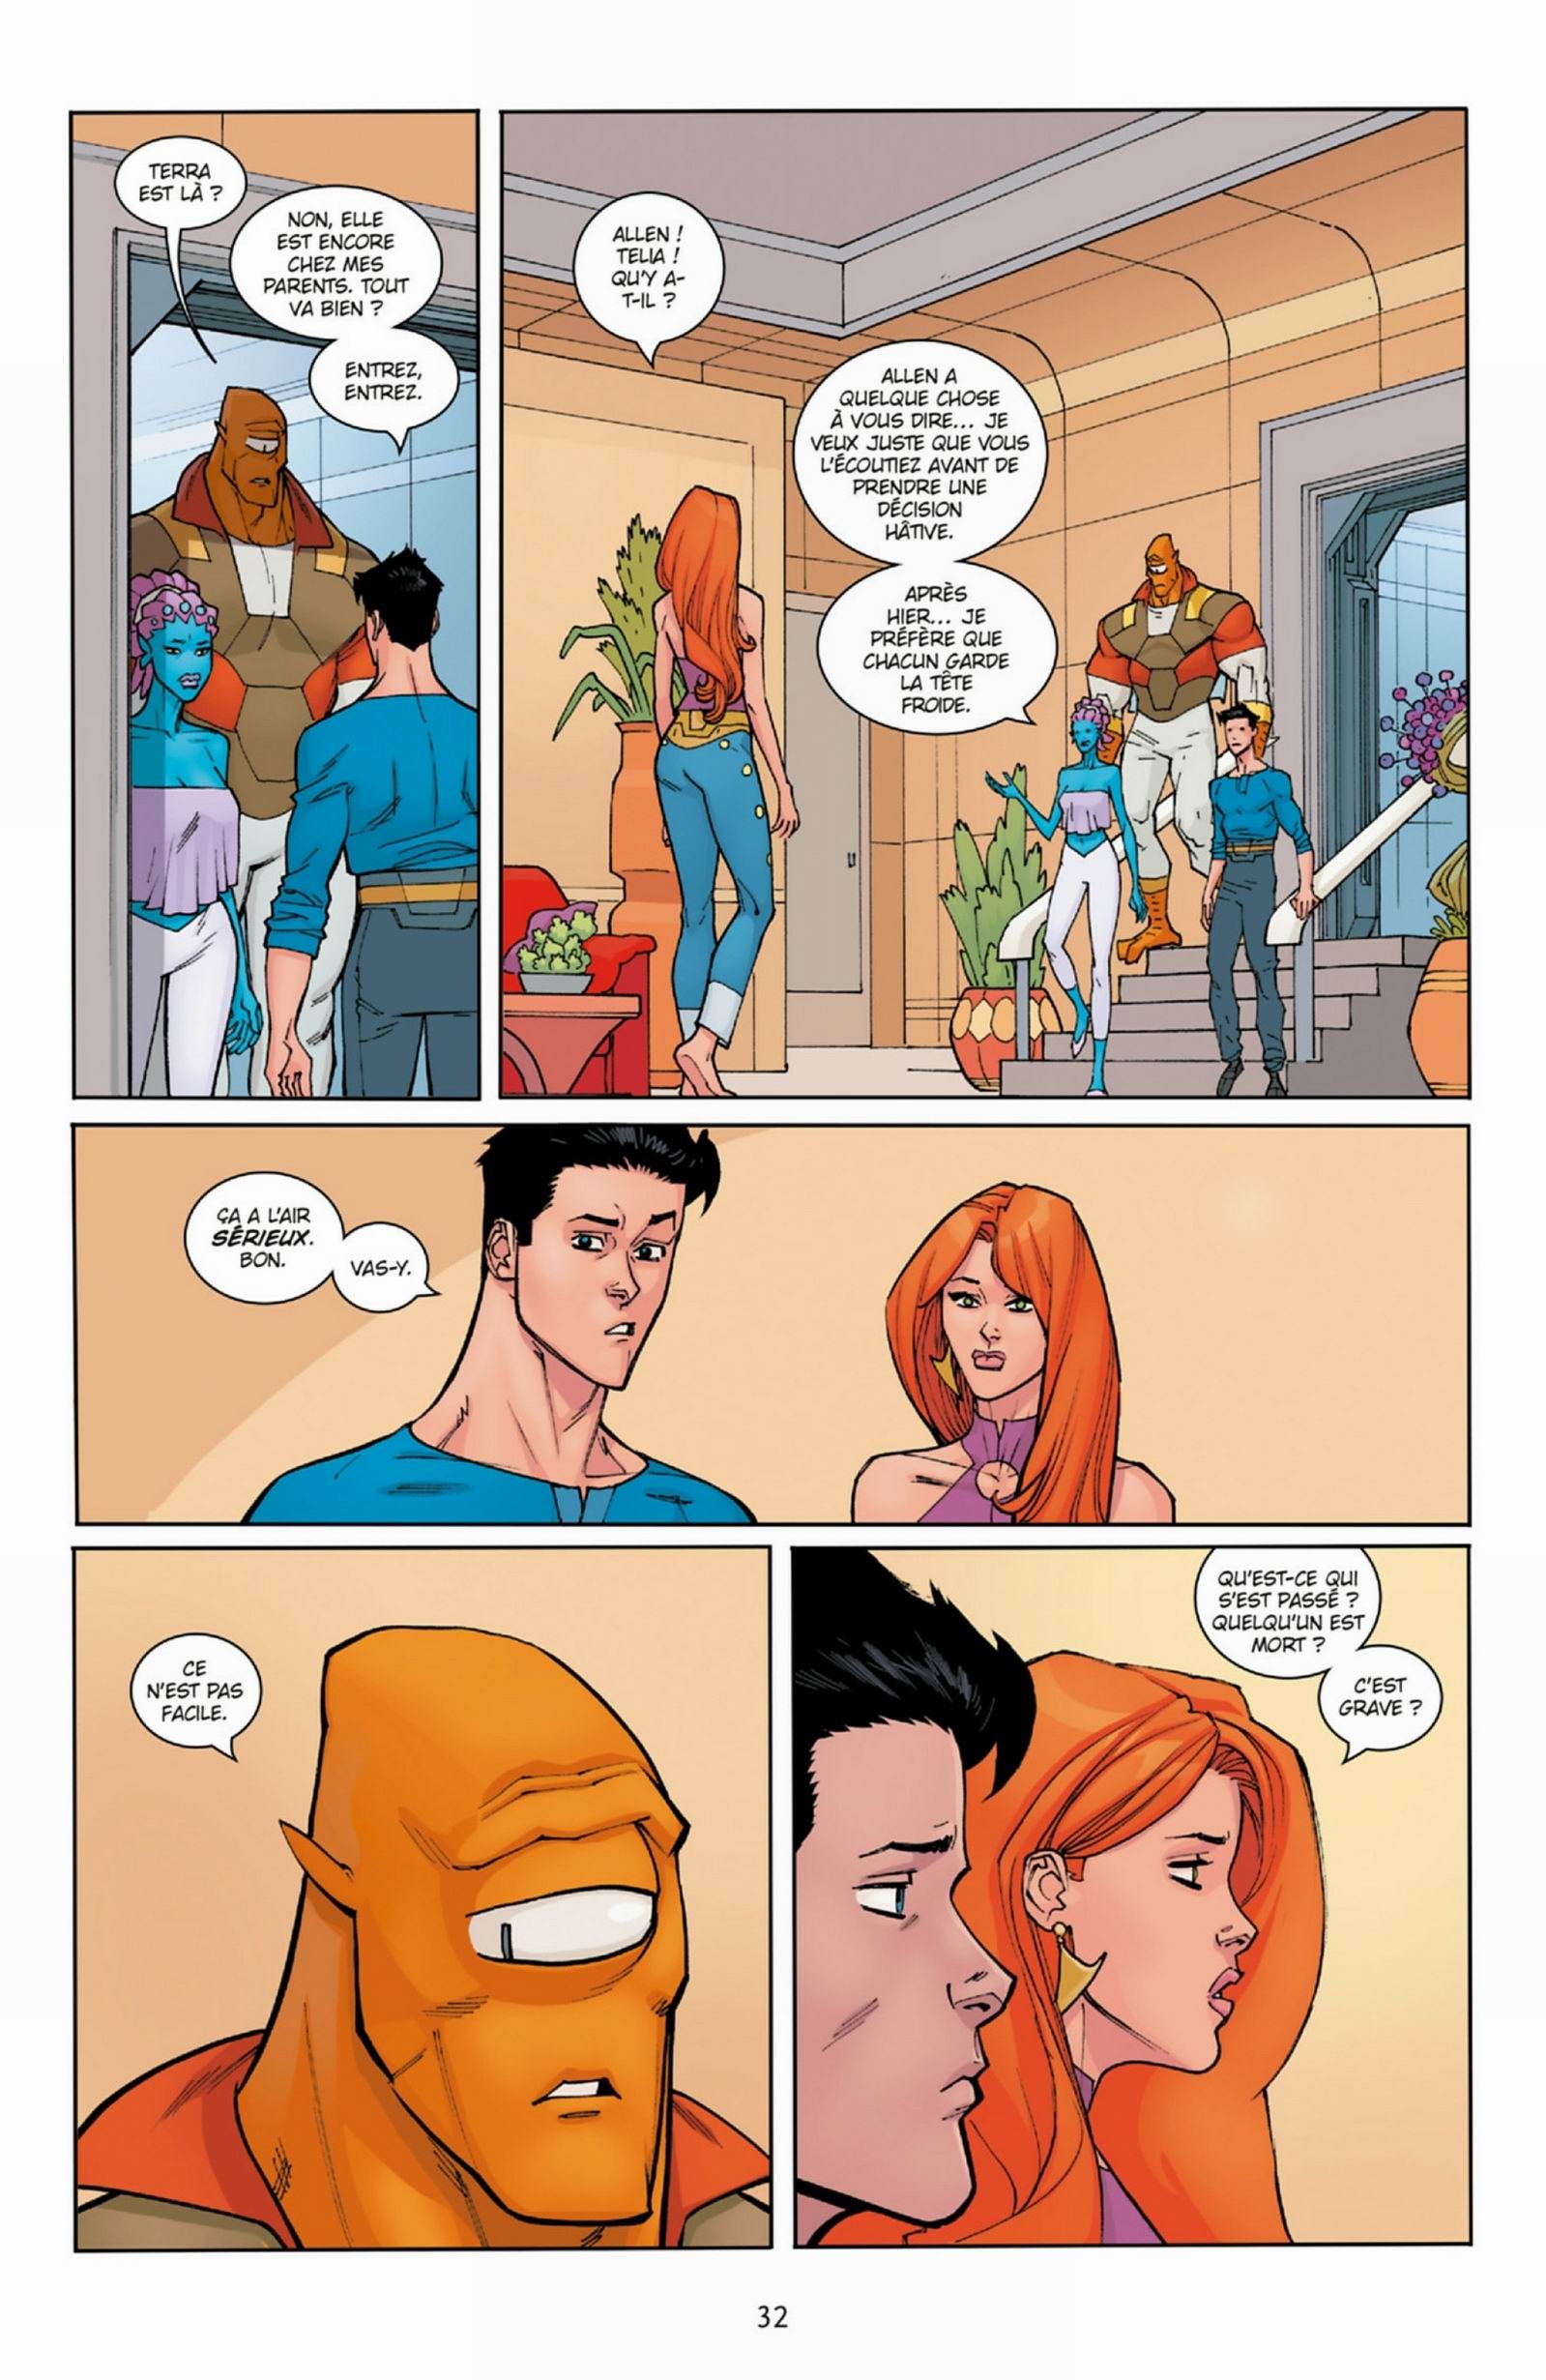 TERRA
EST LÀ ?
NON, ELLE
EST ENCORE
CHEZ MES
PARENTS. TOUT
VA BIEN ?
ENTREZ,
ENTREZ.
ALLEN !
TELIA !
QU'Y A-
T-IL ?
ALLEN A
QUELQUE CHOSE
À VOUS DIRE... JE
VEUX JUSTE QUE VOUS
L'ÉCOUTIEZ AVANT DE
PRENDRE UNE
DÉCISION
HÂTIVE.
APRÈS
HIER... JE
PRÉFÈRE QUE
CHACUN GARDE
LA TÊTE
FROIDE.
ÇA A L'AIR
SÉRIEUX.
BON.
VAS-Y.
CE
N'EST PAS
FACILE.
QU'EST-CE QUI
S'EST PASSÉ ?
QUELQU'UN EST
MORT ?
C'EST
GRAVE ?
32